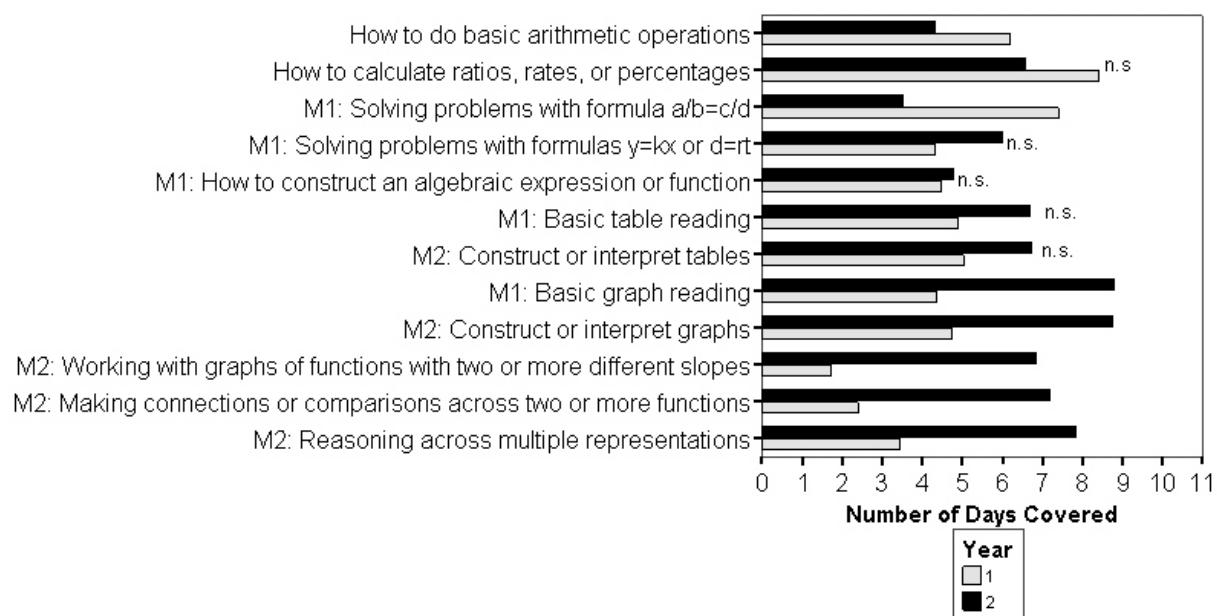 How to do basic arithmetic operations
How to calculate ratios, rates, or percentages
n.s
M1: Solving problems with formula a/b=c/d
M1: Solving problems with formulas y=kx or d=rt
n.s.
M1: How to construct an algebraic expression or function
n.s.
M1: Basic table reading
n.s.
M2: Construct or interpret tables
n.s.
M1: Basic graph reading
M2: Construct or interpret graphs
M2: Working with graphs of functions with two or more different slopes
M2: Making connections or comparisons across two or more functions
M2: Reasoning across multiple representations
0 1 2 3 4 5 6 7 8 9 10 11
Number of Days Covered
Year
1
2